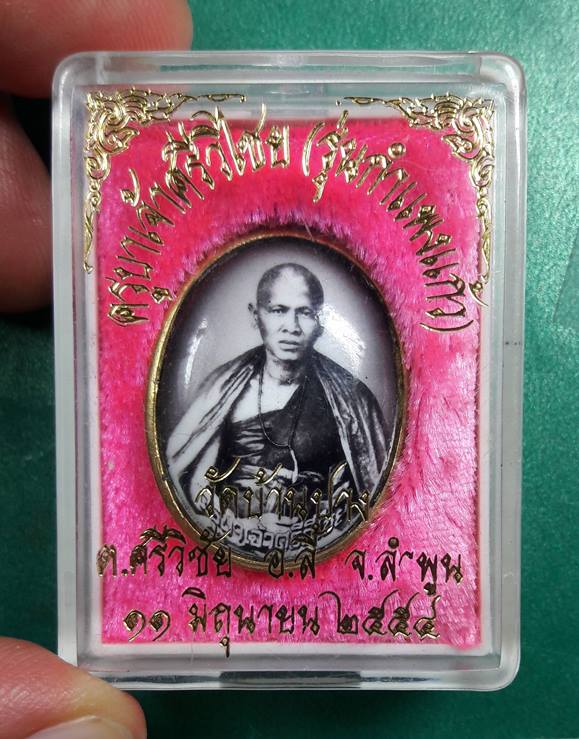 ครูบาเจ้าศรีวิไชย (รุ่นกำแพงแก้ว)
วัดบ้านปาง
ต.ศรีวิชัย อ.ลี้ จ.ลำพูน
๑๑ มิถุนายน ๒๕๕๔